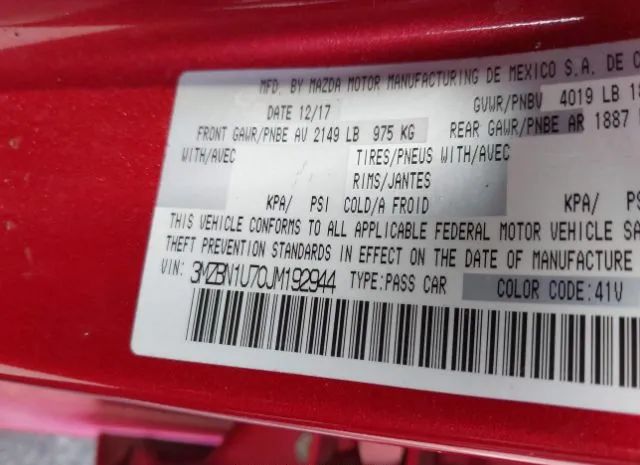 MFD. BY MAZDA MOTOR MANUFACTURING DE MEXICO S.A. DE C
DATE 12/17 GVWR/PNBV 4019 LB 18
FRONT GAWR/PNBE AV 2149 LB 975 KG REAR GAWR/PNBE AR 1887
WITH/AVEC TIRES/PNEUS WITH/AVEC
RIMS/JANTES
KPA/ PSI COLD/A FROID KPA/ PS
THIS VEHICLE CONFORMS TO ALL APPLICABLE FEDERAL MOTOR VEHICLE SA
THEFT PREVENTION STANDARDS IN EFFECT ON THE DATE OF MANUFACTURE
VIN: 3MZBN1U70JM192944 TYPE:PASS CAR COLOR CODE:41V